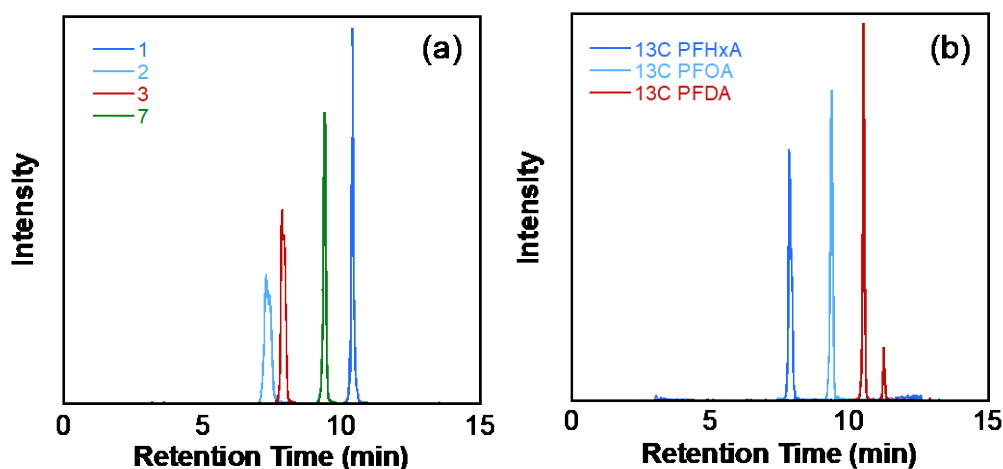 (a)
1
2
3
7
Intensity
0 5 10 15
Retention Time (min)
(b)
13C PFHxA
13C PFOA
13C PFDA
Intensity
0 5 10 15
Retention Time (min)